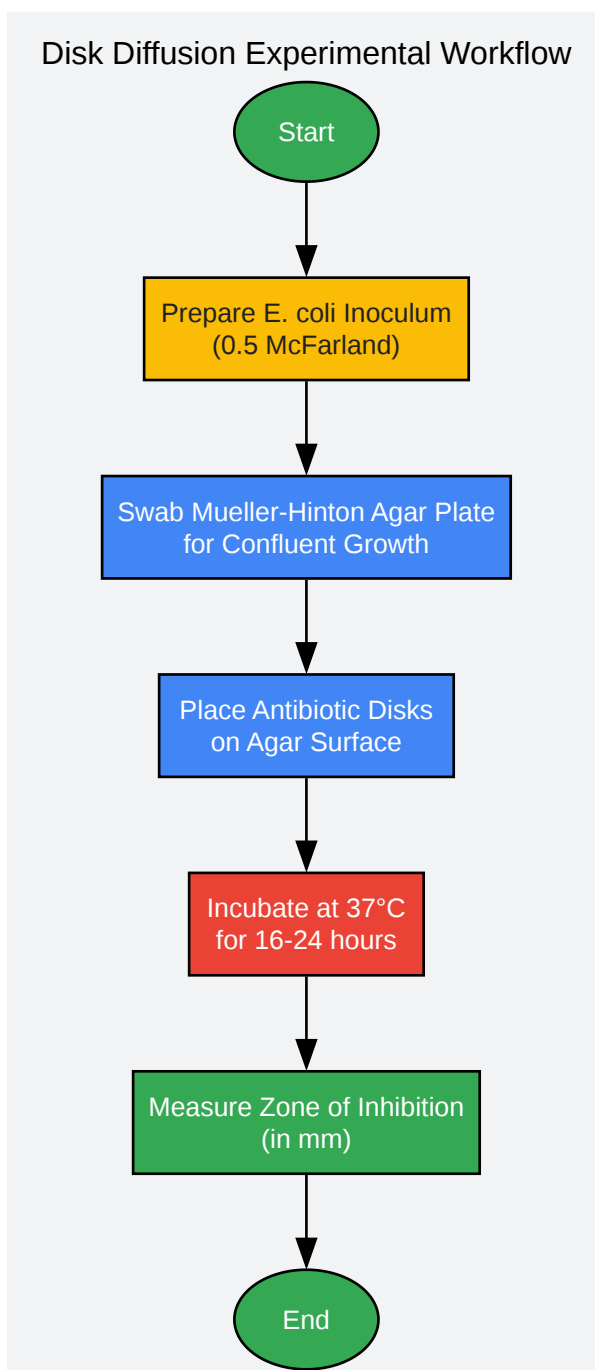 Disk Diffusion Experimental Workflow
Start
Prepare E. coli Inoculum
(0.5 McFarland)
Swab Mueller-Hinton Agar Plate
for Confluent Growth
Place Antibiotic Disks
on Agar Surface
Incubate at 37°C
for 16-24 hours
Measure Zone of Inhibition
(in mm)
End